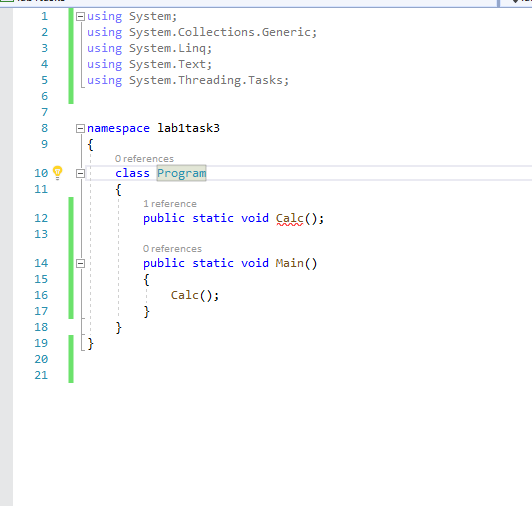 1 using System;
2 using System.Collections.Generic;
3 using System.Linq;
4 using System.Text;
5 using System.Threading.Tasks;
6
7
8 namespace lab1task3
9 {
0 references
10 class Program
11 {
1 reference
12 public static void Calc();
13
0 references
14 public static void Main()
15 {
16 Calc();
17 }
18 }
19 }
20
21